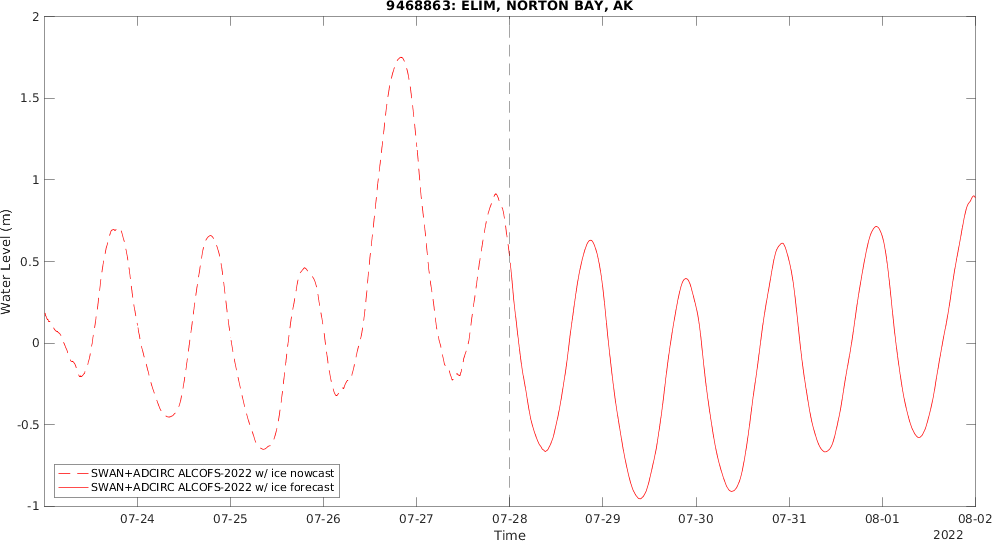 9468863: ELIM, NORTON BAY, AK
2
1.5
1
0.5
0
-0.5
-1
Water Level (m)
SWAN+ADCIRC ALCOFS-2022 w/ ice nowcast
SWAN+ADCIRC ALCOFS-2022 w/ ice forecast
07-24 07-25 07-26 07-27 07-28 07-29 07-30 07-31 08-01 08-02
Time
2022